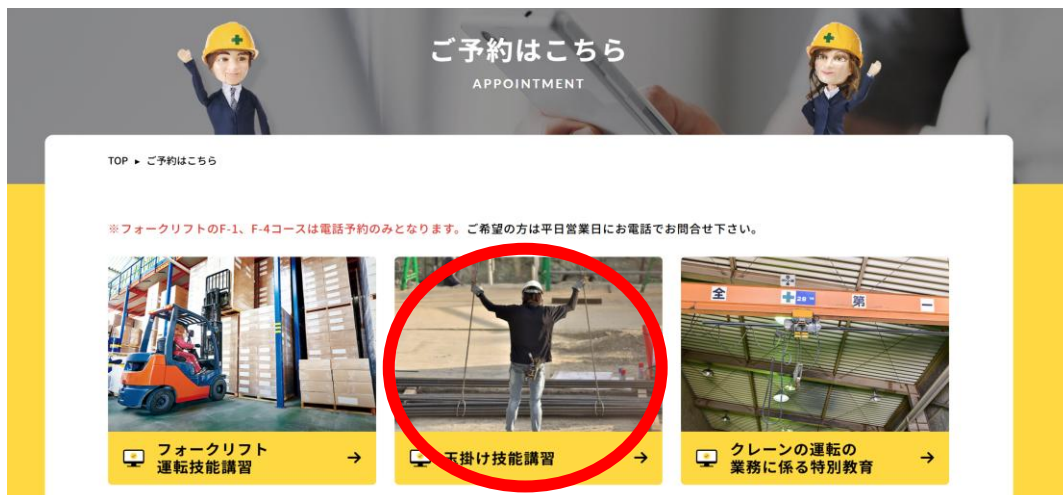 ご予約はこちら
APPOINTMENT
TOP ▸ ご予約はこちら
※フォークリフトのF-1、F-4コースは電話予約のみとなります。ご希望の方は平日営業日にお電話でお問合せ下さい。
全 第 一
2.8
フォークリフト
運転技能講習 →
玉掛け技能講習 →
クレーンの運転の
業務に係る特別教育 →